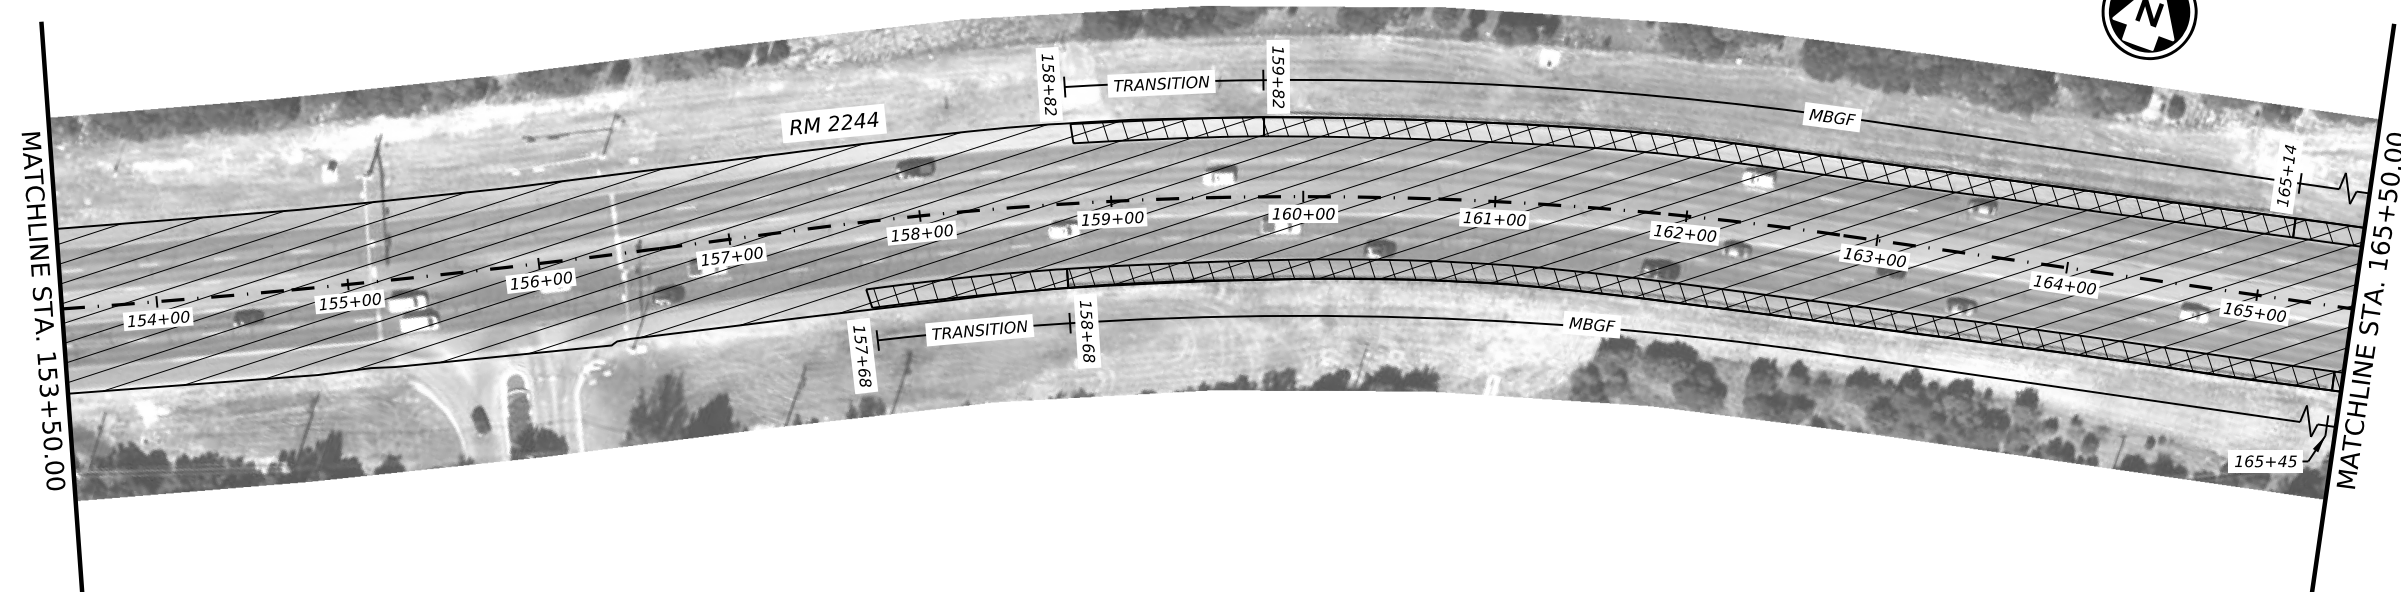 N
158+82
TRANSITION
159+82
MBGF
165+14
RM 2244
MATCHLINE STA. 153+50.00
154+00
155+00
156+00
157+00
158+00
159+00
160+00
161+00
162+00
163+00
164+00
165+00
157+68
TRANSITION
158+68
MBGF
165+45
MATCHLINE STA. 165+50.00